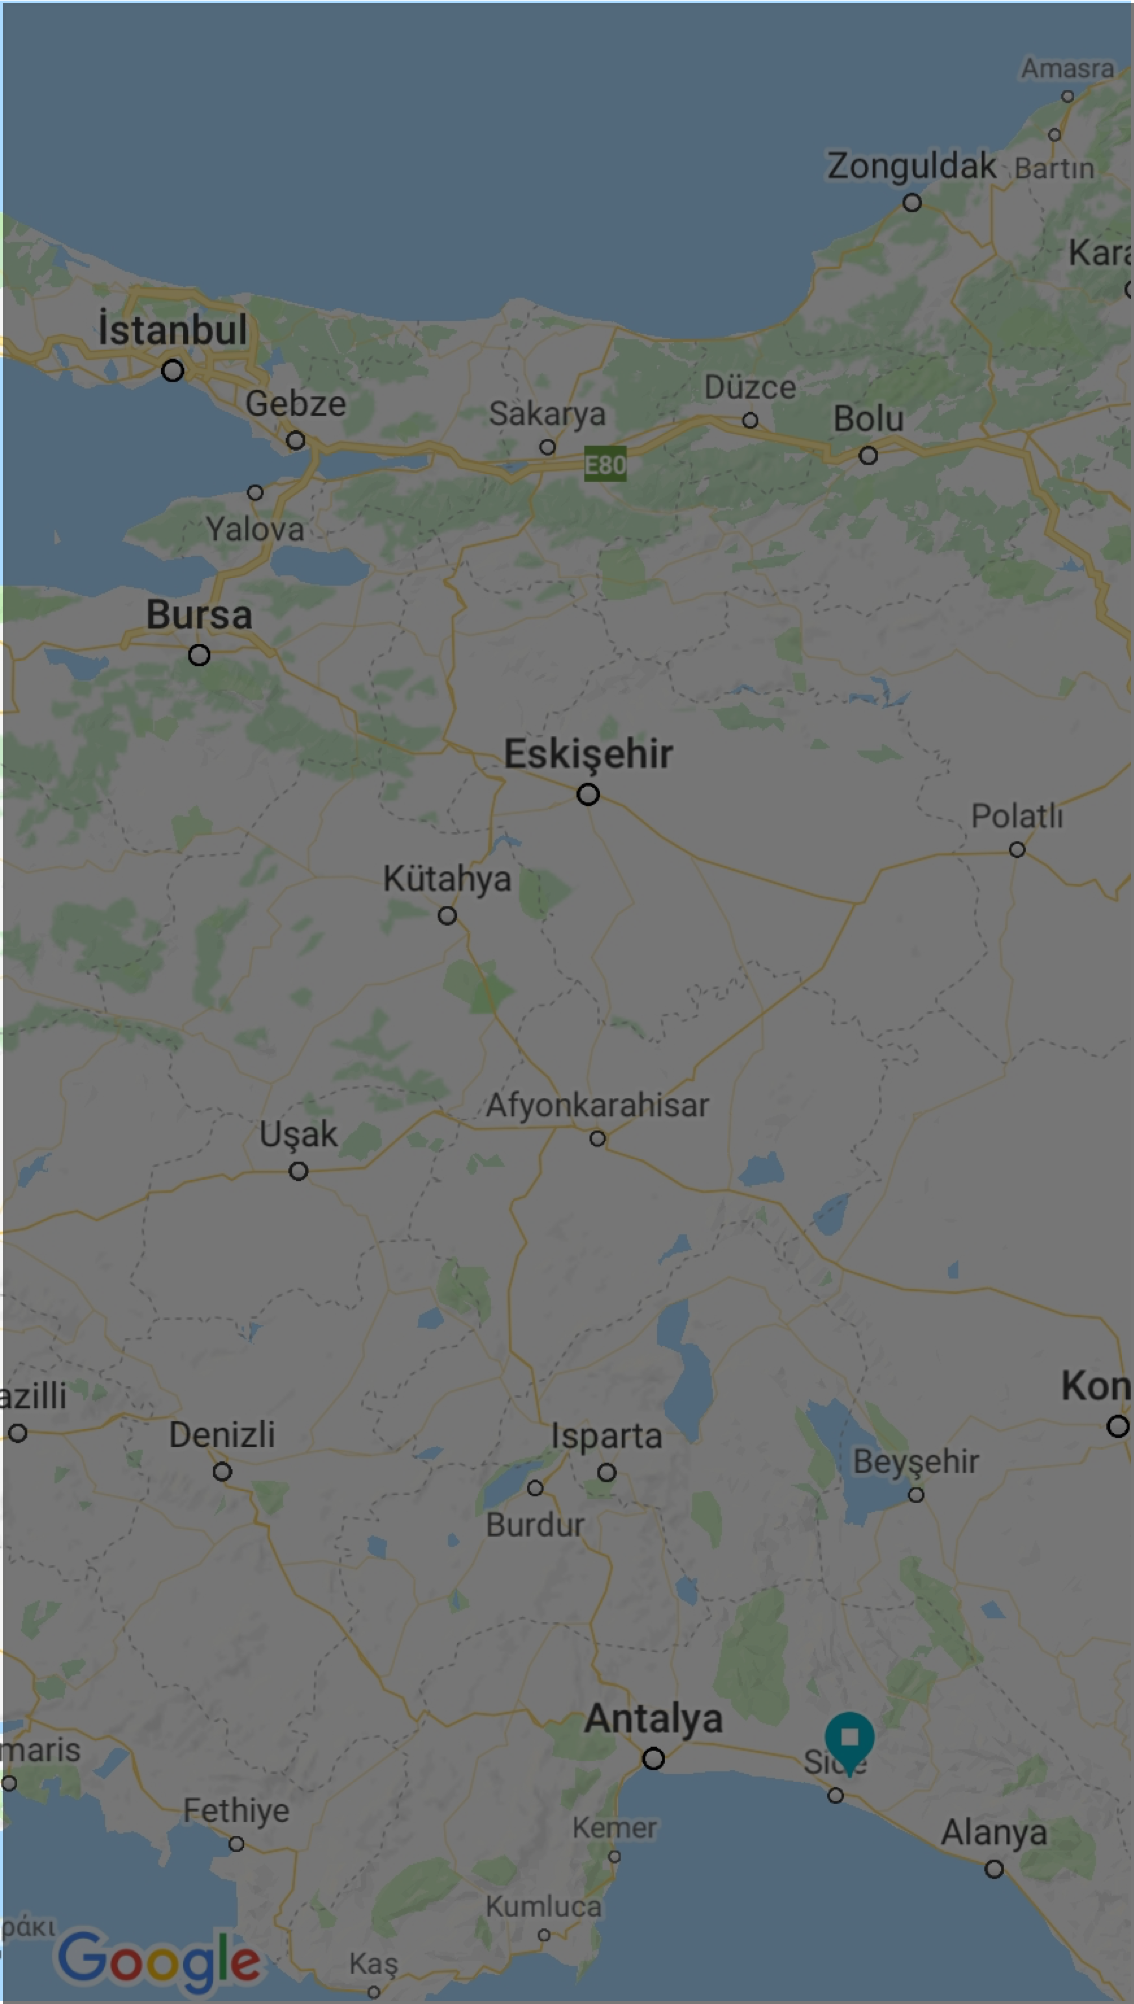 Amasra
Zonguldak
Bartın
Kara
İstanbul
Gebze
Düzce
Sakarya
Bolu
E80
Yalova
Bursa
Eskişehir
Polatlı
Kütahya
Afyonkarahisar
Uşak
Kon
azilli
Denizli
Isparta
Beyşehir
Burdur
Antalya
maris
Side
Fethiye
Kemer
Alanya
Kumluca
ράκι
Google
Kaş